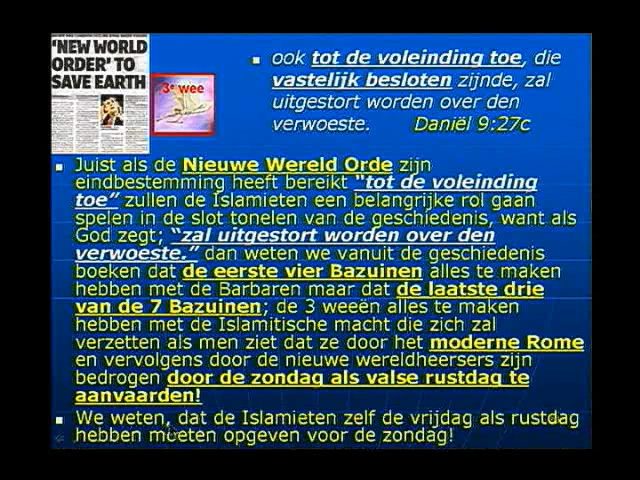 'NEW WORLD
ORDER' TO
SAVE EARTH
3e wee
ook tot de voleinding toe, die
vastelijk besloten zijnde, zal
uitgestort worden over den
verwoeste. Daniël 9:27c
Juist als de Nieuwe Wereld Orde zijn
eindbestemming heeft bereikt "tot de voleinding
toe" zullen de Islamieten een belangrijke rol gaan
spelen in de slot tonelen van de geschiedenis, want als
God zegt; "zal uitgestort worden over den
verwoeste." dan weten we vanuit de geschiedenis
boeken dat de eerste vier Bazuinen alles te maken
hebben met de Barbaren maar dat de laatste drie
van de 7 Bazuinen; de 3 weeën alles te maken
hebben met de Islamitische macht die zich zal
verzetten als men ziet dat ze door het moderne Rome
en vervolgens door de nieuwe wereldheersers zijn
bedrogen door de zondag als valse rustdag te
aanvaarden!
We weten, dat de Islamieten zelf de vrijdag als rustdag
hebben moeten opgeven voor de zondag!